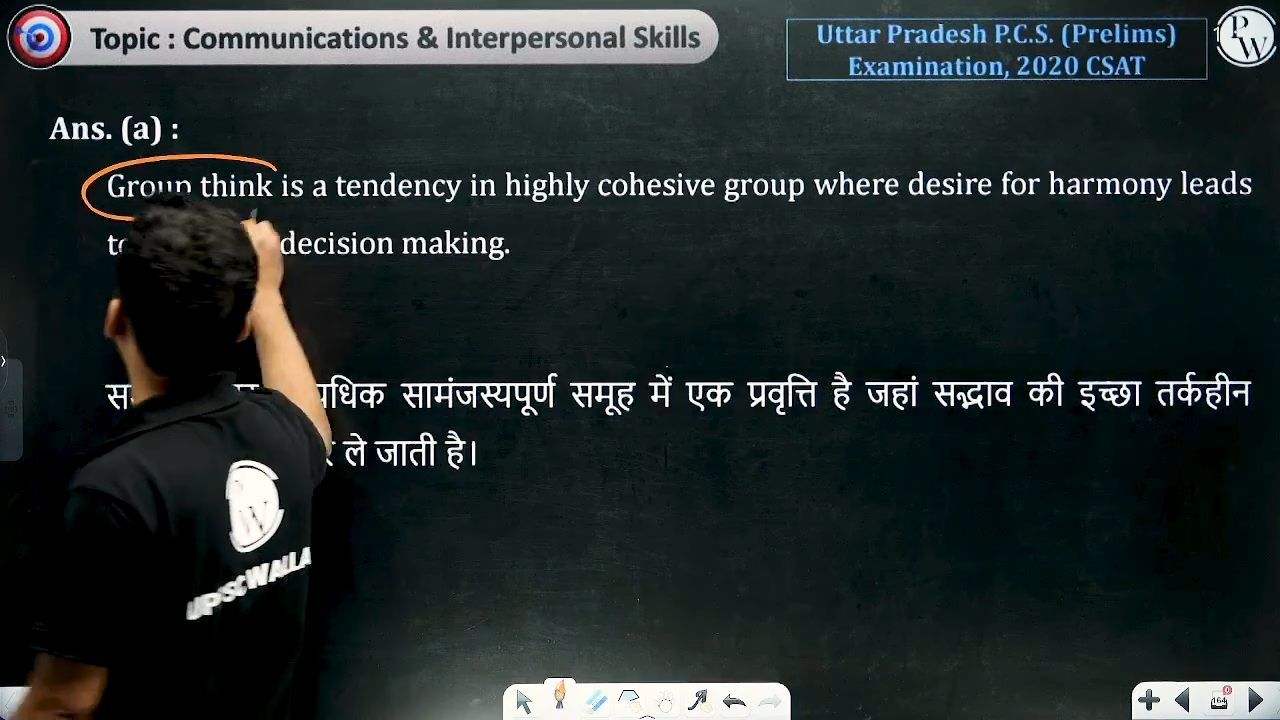 Topic : Communications & Interpersonal Skills
Uttar Pradesh P.C.S. (Prelims)
Examination, 2020 CSAT
PW
Ans. (a) :
Group think is a tendency in highly cohesive group where desire for harmony leads
decision making.
सामंजस्यपूर्ण समूह में एक प्रवृत्ति है जहां सद्भाव की इच्छा तर्कहीन
ले जाती है।
W
UPSC WALLAH
164